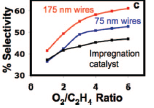 C
175 nm wires
75 nm wires
Impregnation
catalyst
% Selectivity
60
50
40
30
0 2 4 6
O₂/C₂H₄ Ratio